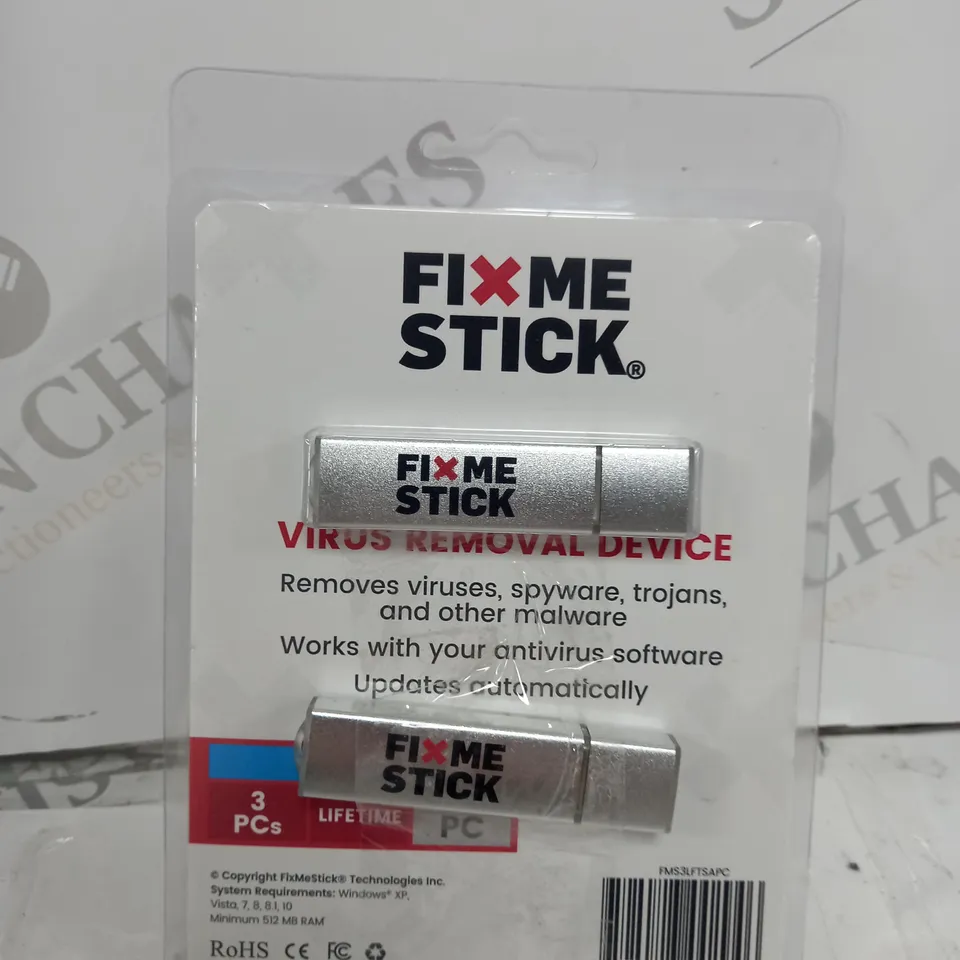 FIXME
STICK®
FIXME
STICK
VIRUS REMOVAL DEVICE
Removes viruses, spyware, trojans,
and other malware
Works with your antivirus software
Updates automatically
FIXME
STICK
3
PCs
LIFETIME
PC
© Copyright FixMeStick® Technologies Inc.
System Requirements: Windows® XP,
Vista, 7, 8, 8.1, 10
Minimum 512 MB RAM
FMS3LFTSAPC
RoHS CE FC